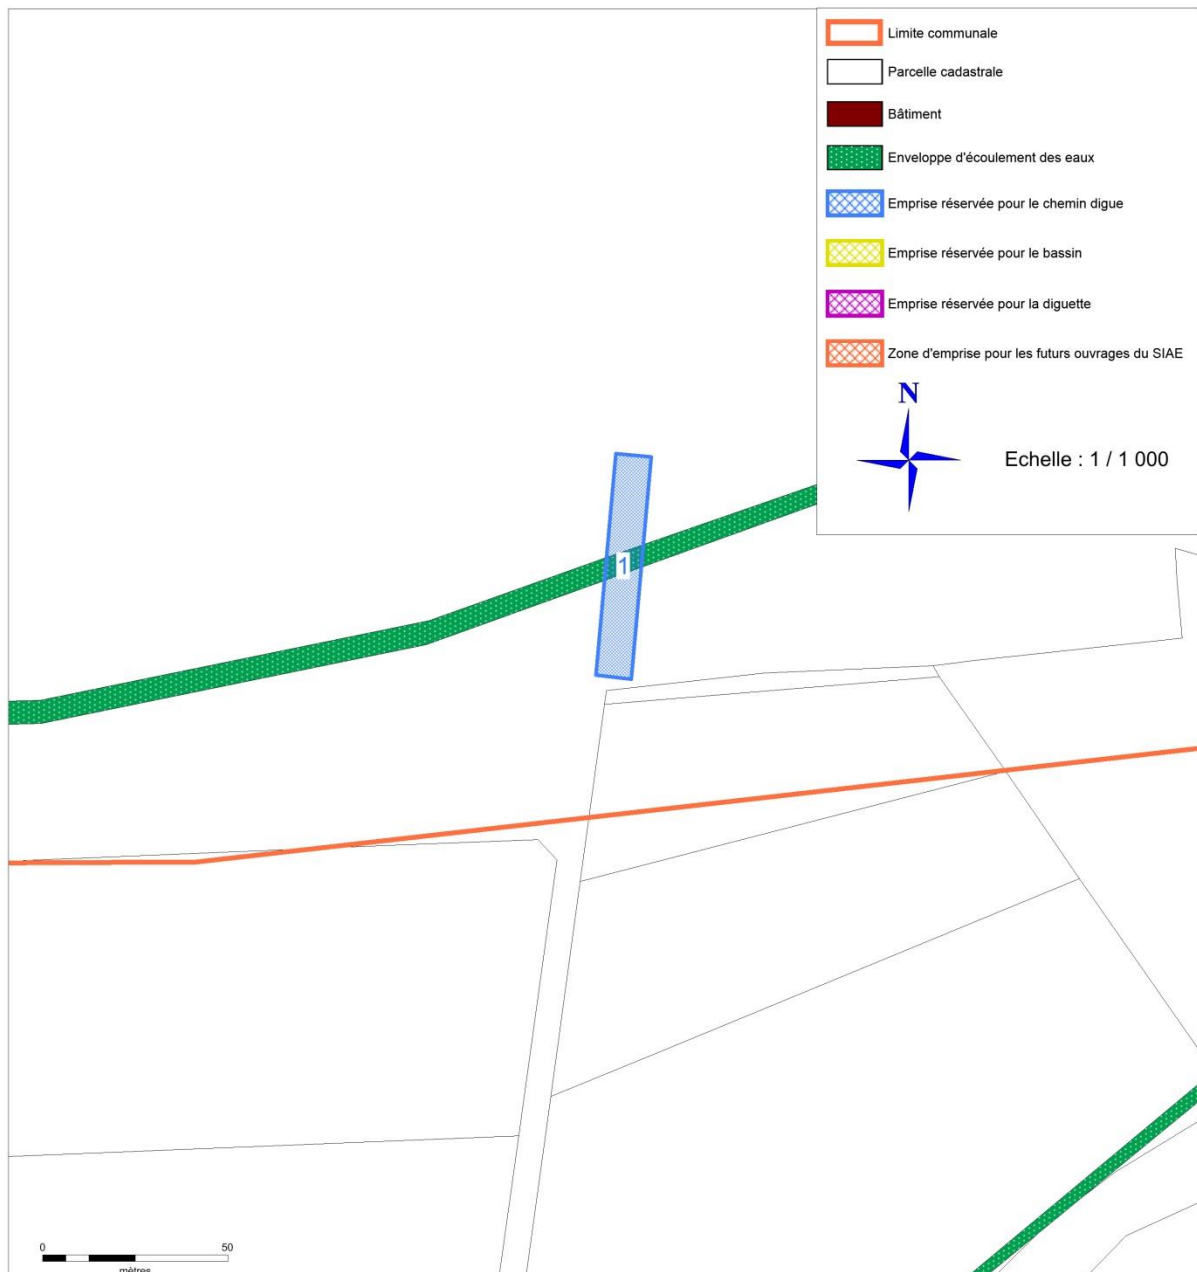 Limite communale
Parcelle cadastrale
Bâtiment
Enveloppe d'écoulement des eaux
Emprise réservée pour le chemin digue
Emprise réservée pour le bassin
Emprise réservée pour la diguette
Zone d'emprise pour les futurs ouvrages du SIAE
N
Echelle : 1 / 1 000
1
0 50
mètres